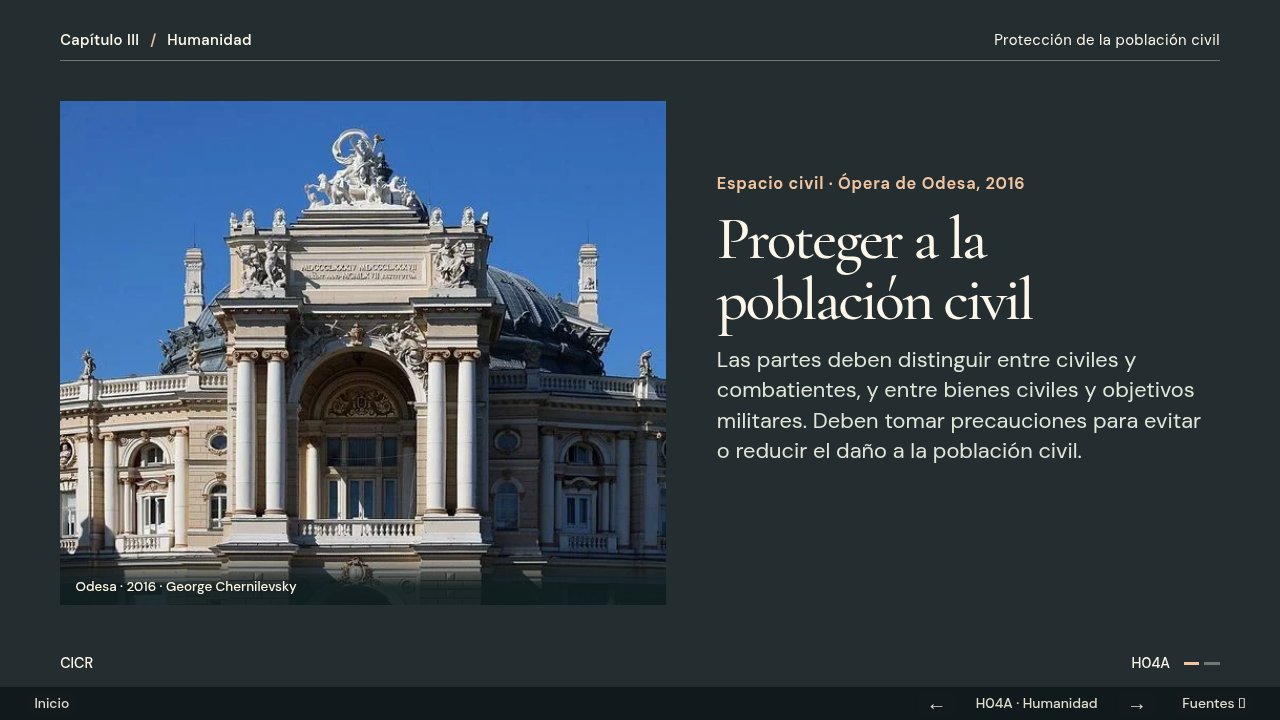 Capítulo III / Humanidad
Protección de la población civil
Espacio civil · Ópera de Odesa, 2016
Proteger a la
población civil
Las partes deben distinguir entre civiles y
combatientes, y entre bienes civiles y objetivos
militares. Deben tomar precauciones para evitar
o reducir el daño a la población civil.
Odesa · 2016 · George Chernilevsky
CICR
H04A
Inicio
← H04A · Humanidad →
Fuentes